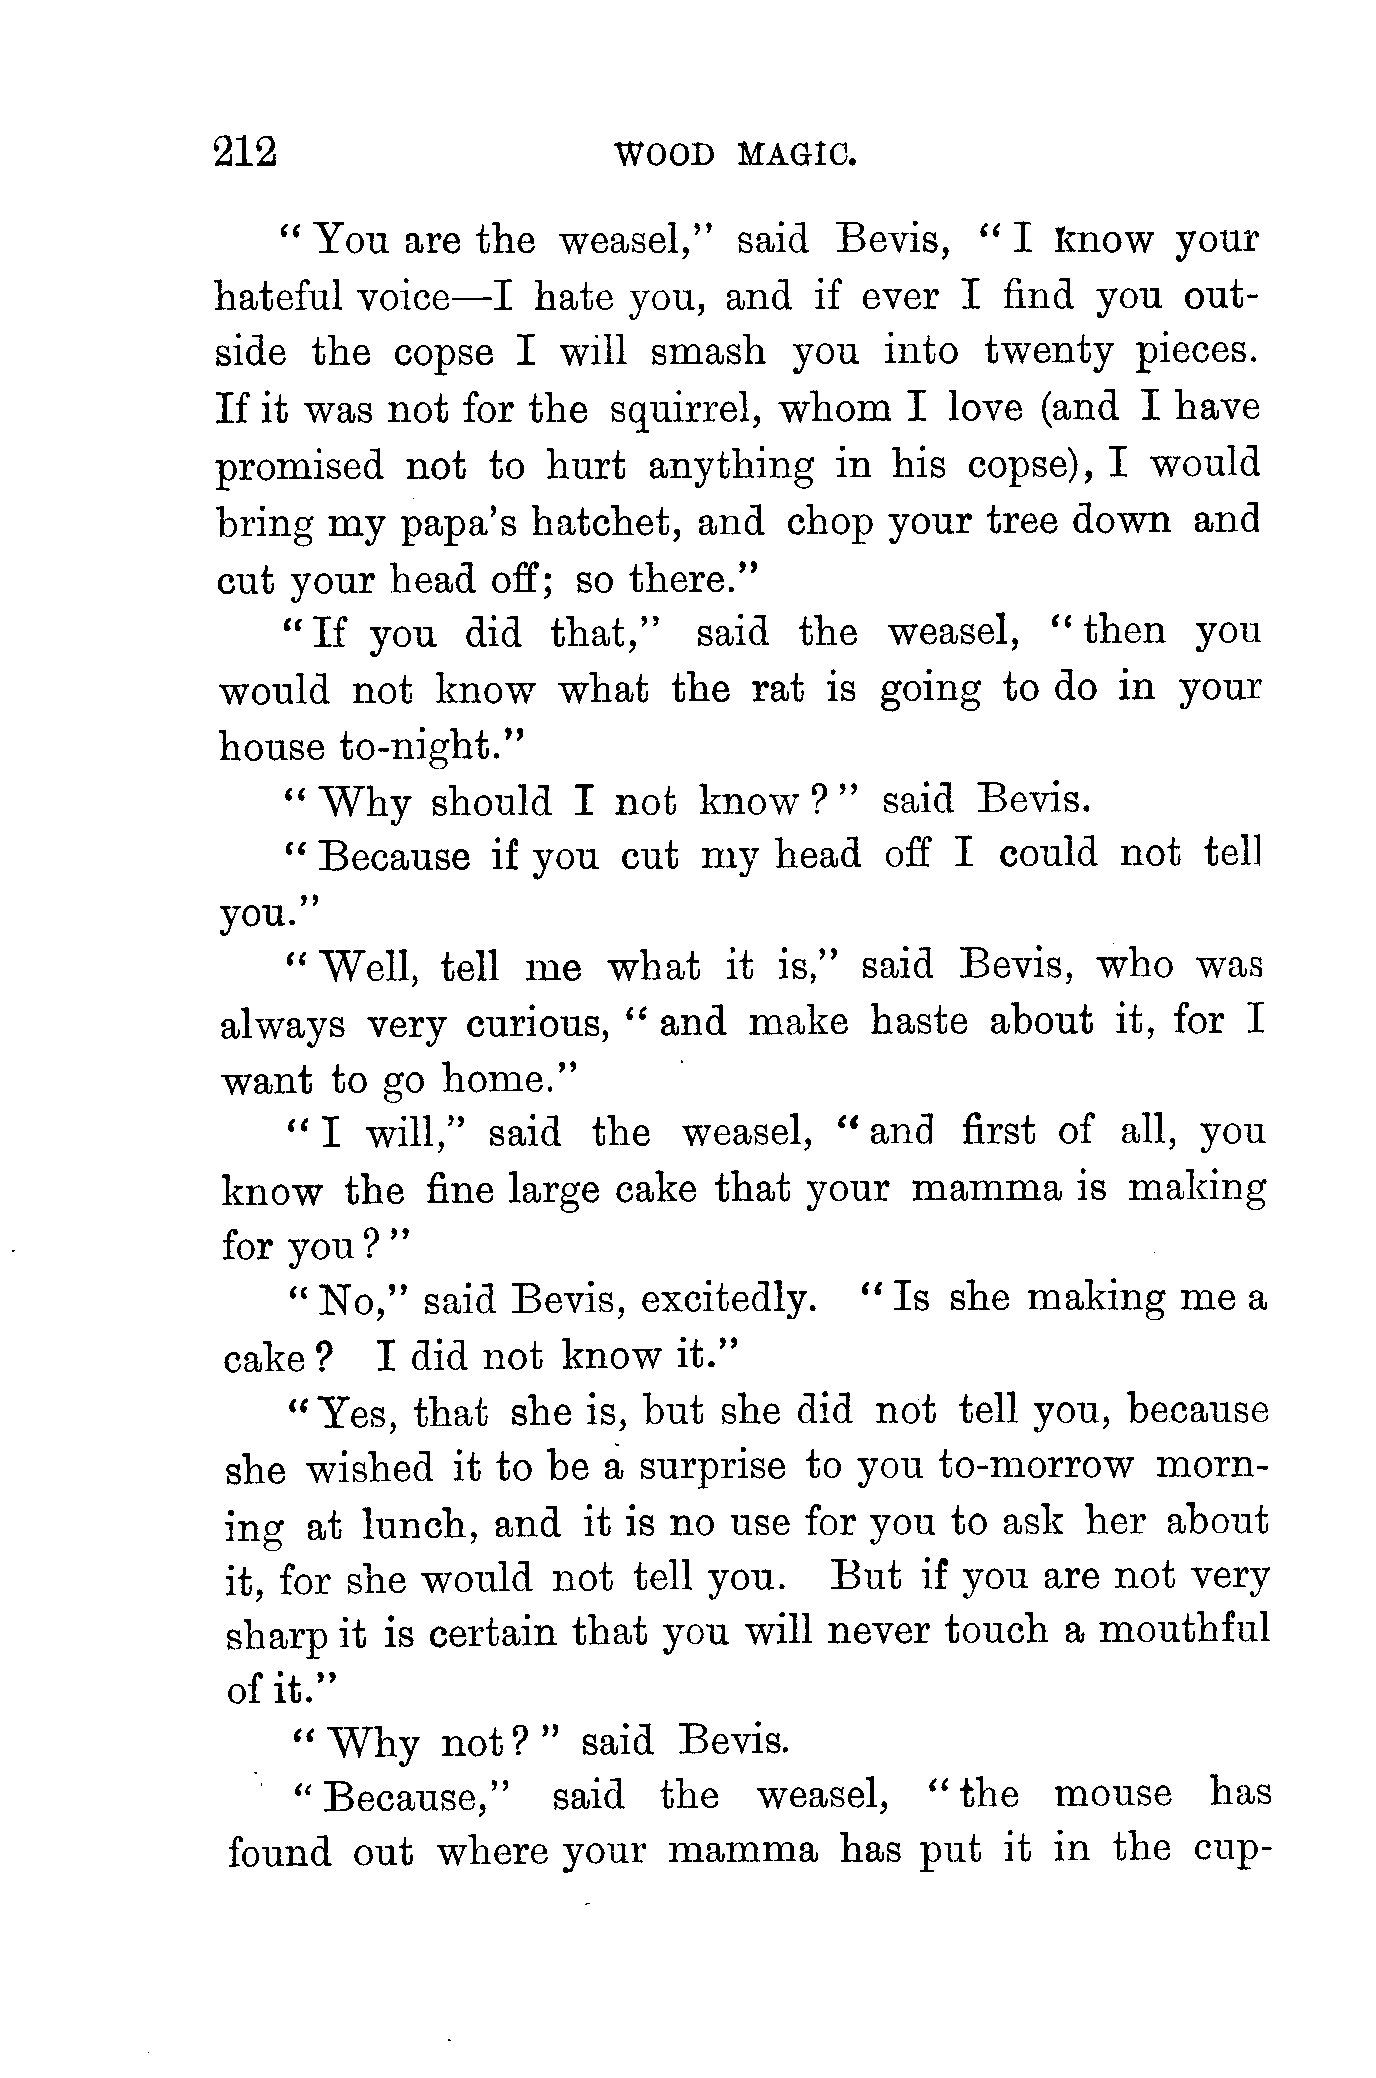 212 WOOD MAGIC.
" You are the weasel," said Bevis, " I know your
hateful voice—I hate you, and if ever I find you out-
side the copse I will smash you into twenty pieces.
If it was not for the squirrel, whom I love (and I have
promised not to hurt anything in his copse), I would
bring my papa's hatchet, and chop your tree down and
cut your head off; so there."
"If you did that," said the weasel, "then you
would not know what the rat is going to do in your
house to-night."
" Why should I not know?" said Bevis.
"Because if you cut my head off I could not tell
you."
" Well, tell me what it is," said Bevis, who was
always very curious, " and make haste about it, for I
want to go home."
"I will," said the weasel, "and first of all, you
know the fine large cake that your mamma is making
for you?"
"No," said Bevis, excitedly. "Is she making me a
cake? I did not know it."
"Yes, that she is, but she did not tell you, because
she wished it to be a surprise to you to-morrow morn-
ing at lunch, and it is no use for you to ask her about
it, for she would not tell you. But if you are not very
sharp it is certain that you will never touch a mouthful
of it."
" Why not?" said Bevis.
"Because," said the weasel, "the mouse has
found out where your mamma has put it in the cup-